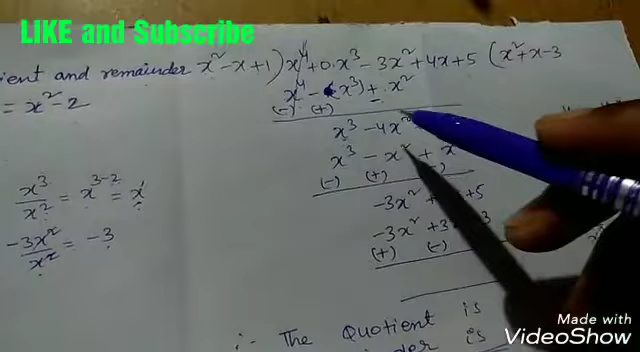 LIKE and Subscribe
ient and remainder x²-x+1)x⁴+0·x³-3x²+4x+5(x²+x-3
= x²-2
x⁴-(x³)+·x²
(-) (+) -
x³-4x²
x³-x²+x
(-) (+) -)
-3x² +5
-3x²+3 3
(+) (-)
x³/x² = x³⁻² = x¹
-3x²/x² = -3
∴ The Quotient is
is
Made with
VideoShow